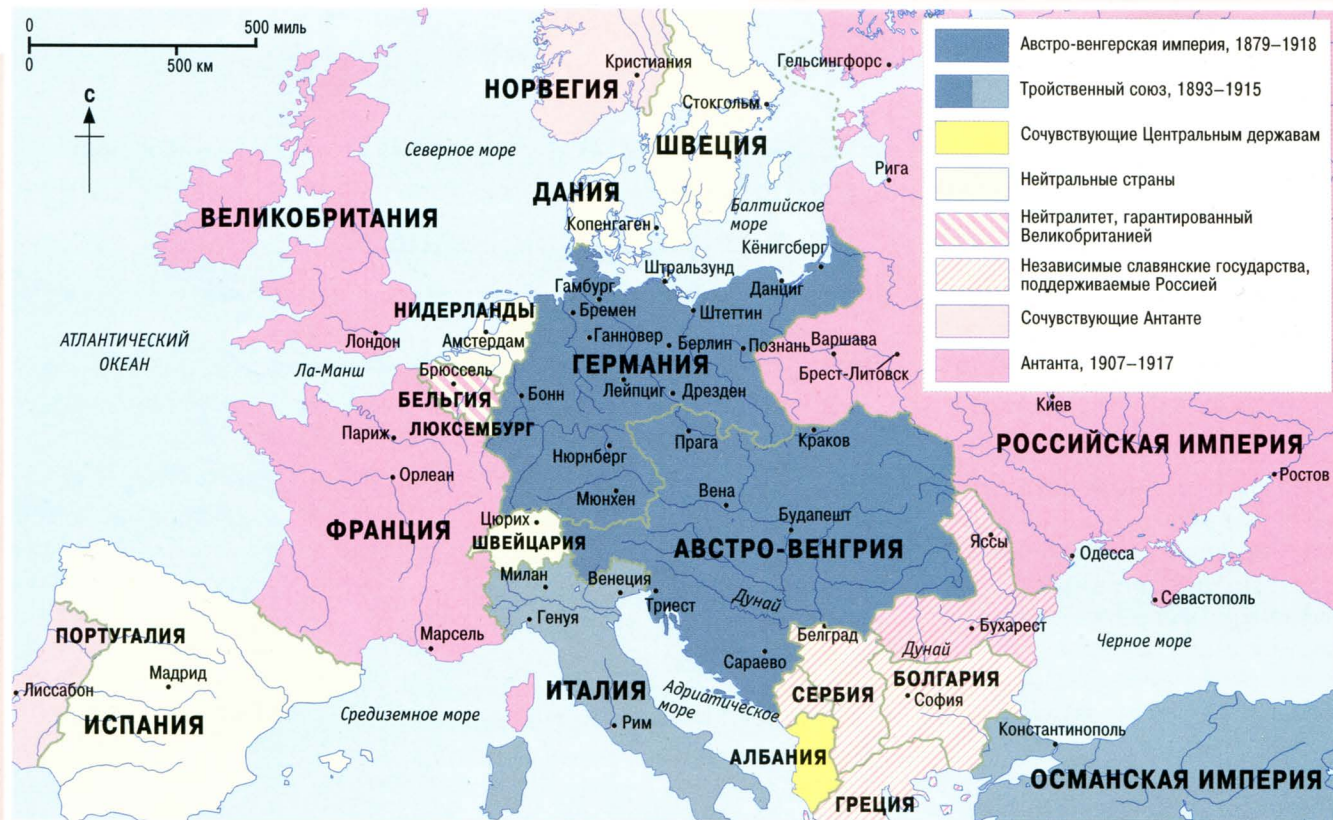 0 500 миль
0 500 км
С
Австро-венгерская империя, 1879–1918
Тройственный союз, 1893–1915
Сочувствующие Центральным державам
Нейтральные страны
Нейтралитет, гарантированный
Великобританией
Независимые славянские государства,
поддерживаемые Россией
Сочувствующие Антанте
Антанта, 1907–1917
Кристиания
Гельсингфорс
НОРВЕГИЯ
Стокгольм
Северное море
ШВЕЦИЯ
Рига
ДАНИЯ
ВЕЛИКОБРИТАНИЯ
Балтийское
море
Копенгаген
Кёнигсберг
Штральзунд
Гамбург
Данциг
НИДЕРЛАНДЫ
Бремен
Штеттин
АТЛАНТИЧЕСКИЙ
ОКЕАН
Лондон
Амстердам
Ганновер
Берлин
Познань
Варшава
Ла-Манш
Брюссель
ГЕРМАНИЯ
Брест-Литовск
БЕЛЬГИЯ
Бонн
Лейпциг
Дрезден
Киев
ЛЮКСЕМБУРГ
Париж
Прага
Краков
РОССИЙСКАЯ ИМПЕРИЯ
Нюрнберг
Орлеан
Ростов
Мюнхен
Вена
ФРАНЦИЯ
Цюрих
Будапешт
ШВЕЙЦАРИЯ
АВСТРО-ВЕНГРИЯ
Яссы
Одесса
Милан
Венеция
Триест
Дунай
Севастополь
Генуя
ПОРТУГАЛИЯ
Марсель
Белград
Бухарест
Черное море
Дунай
Мадрид
Сараево
БОЛГАРИЯ
Лиссабон
ИТАЛИЯ
Адриатическое
море
СЕРБИЯ
София
ИСПАНИЯ
Средиземное море
Рим
Константинополь
АЛБАНИЯ
ОСМАНСКАЯ ИМПЕРИЯ
ГРЕЦИЯ